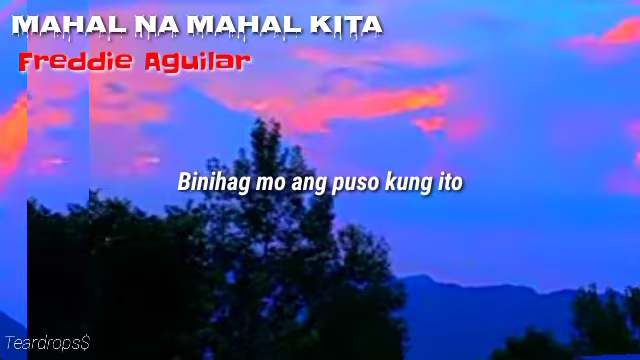 MAHAL NA MAHAL KITA
Freddie Aguilar
Binihag mo ang puso kung ito
Teardrops$